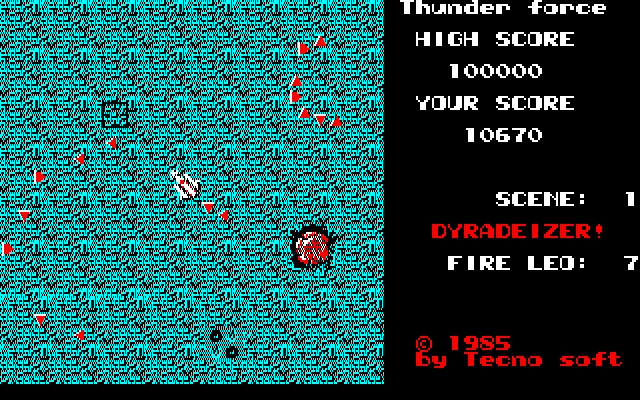 Thunder force
HIGH SCORE
100000
YOUR SCORE
10670
SCENE: 1
DYRADEIZER!
FIRE LEO: 7
© 1985
by Tecno soft